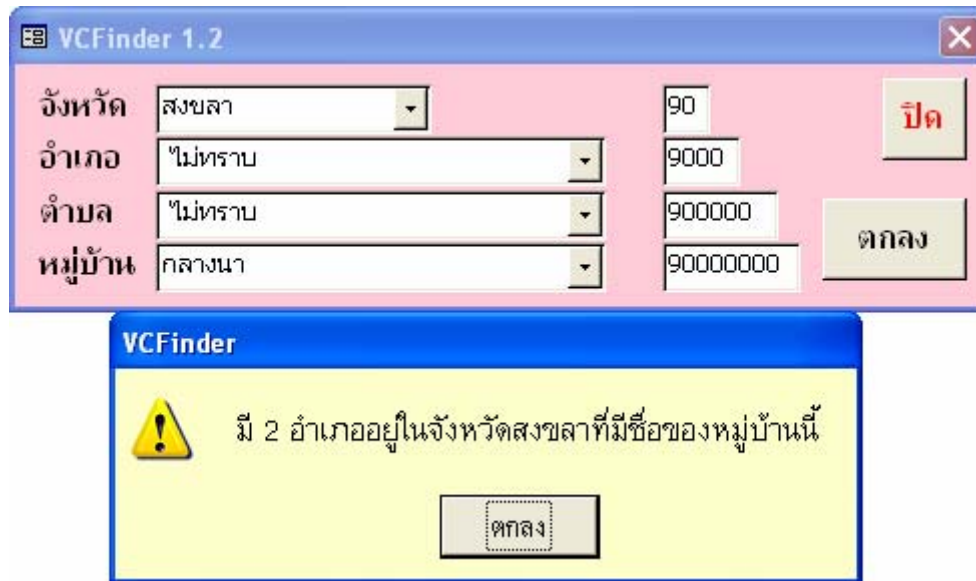 VCFinder 1.2
จังหวัด สงขลา 90 ปิด
อำเภอ ไม่ทราบ 9000
ตำบล ไม่ทราบ 900000
หมู่บ้าน กลางนา 90000000 ตกลง
VCFinder
มี 2 อำเภออยู่ในจังหวัดสงขลาที่มีชื่อของหมู่บ้านนี้
ตกลง